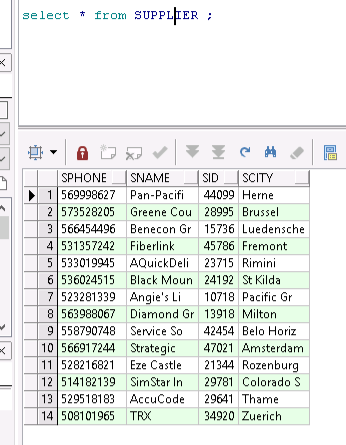 select * from SUPPLIER ;
SPHONE SNAME SID SCITY
1 569998627 Pan-Pacifi 44099 Herne
2 573528205 Greene Cou 28995 Brussel
3 566454496 Benecon Gr 15736 Luedensche
4 531357242 Fiberlink 45786 Fremont
5 533019945 AQuickDeli 23715 Rimini
6 536024515 Black Moun 24192 St Kilda
7 523281339 Angie's Li 10718 Pacific Gr
8 563988067 Diamond Gr 13918 Milton
9 558790748 Service So 42454 Belo Horiz
10 566917244 Strategic 47021 Amsterdam
11 528216821 Eze Castle 21344 Rozenburg
12 514182139 SimStar In 29781 Colorado S
13 529518183 AccuCode 29641 Thame
14 508101965 TRX 34920 Zuerich